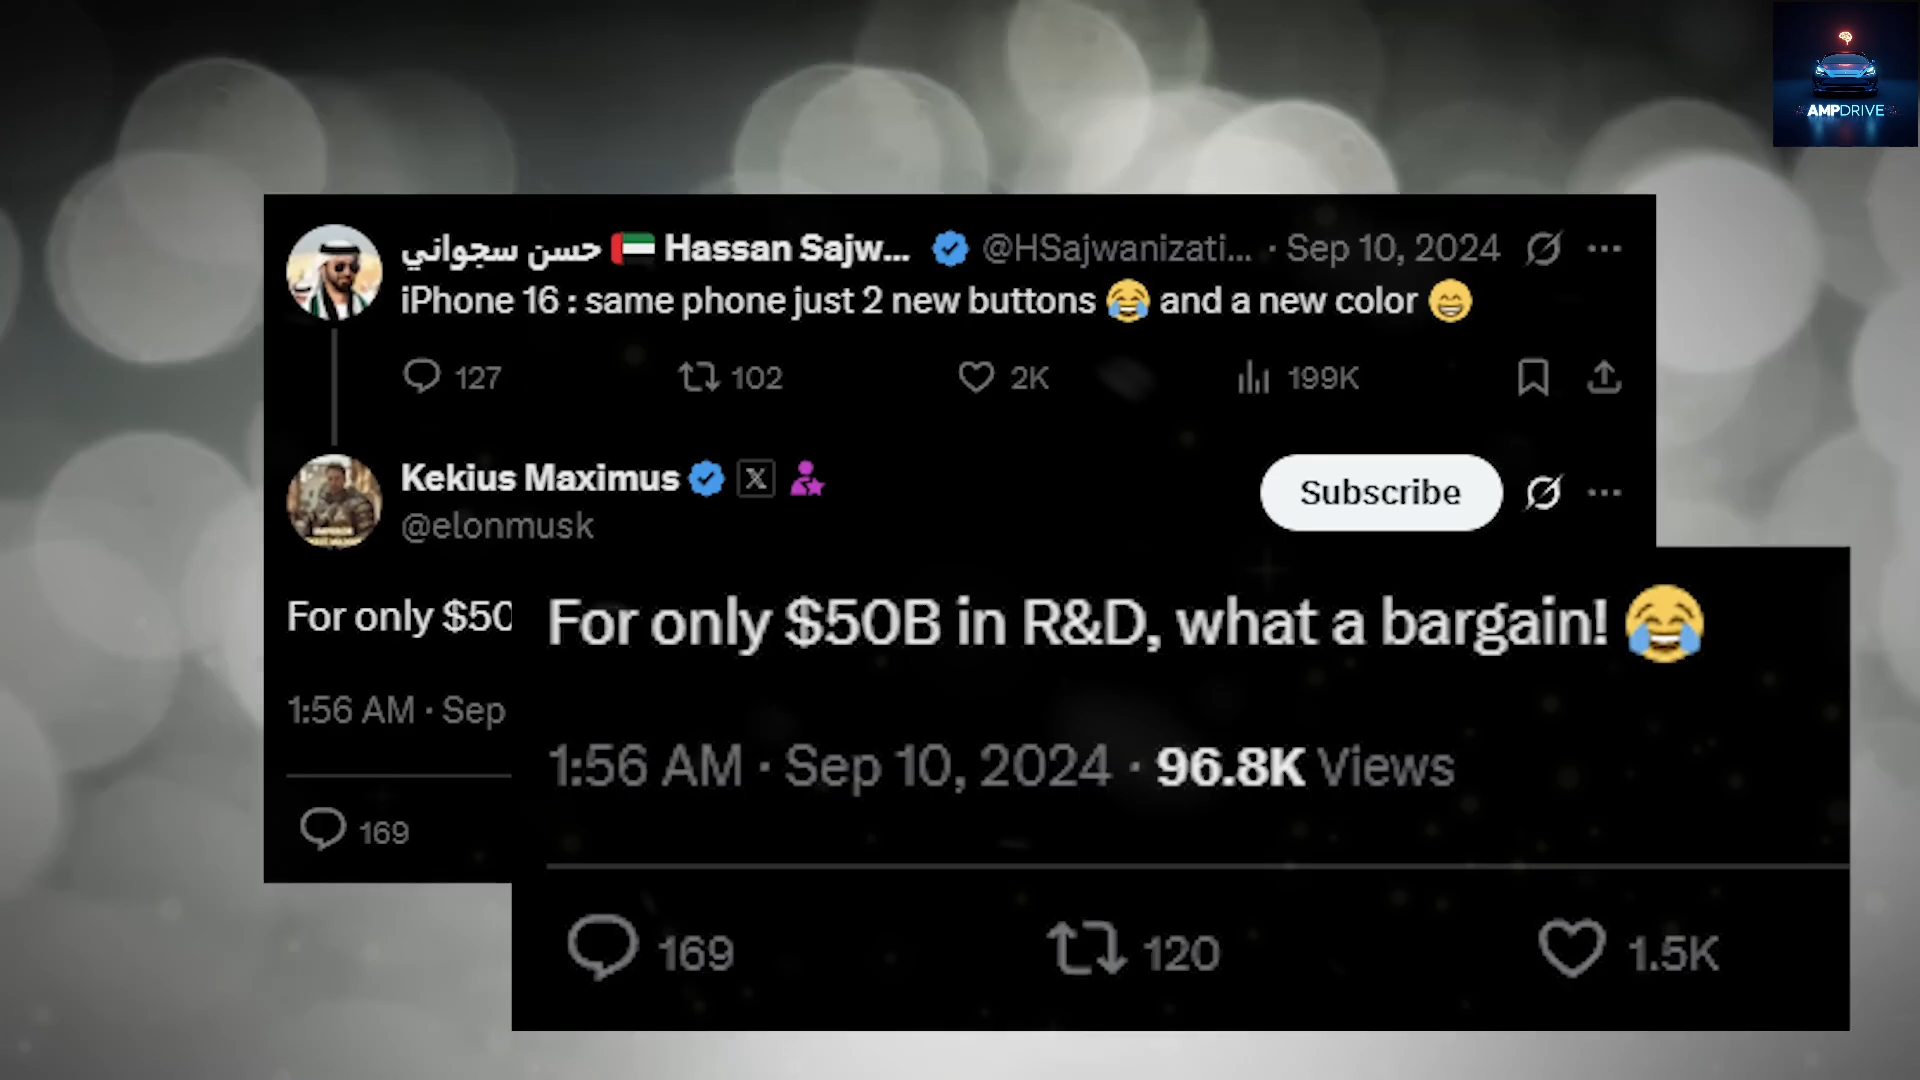 AMPDRIVE
حسن سجواني 🇦🇪 Hassan Sajw... @HSajwanizati... · Sep 10, 2024
iPhone 16 : same phone just 2 new buttons 😂 and a new color 😁
127 102 2K 199K
Kekius Maximus
@elonmusk
Subscribe
For only $50
1:56 AM · Sep
169
For only $50B in R&D, what a bargain! 😂
1:56 AM · Sep 10, 2024 · 96.8K Views
169 120 1.5K